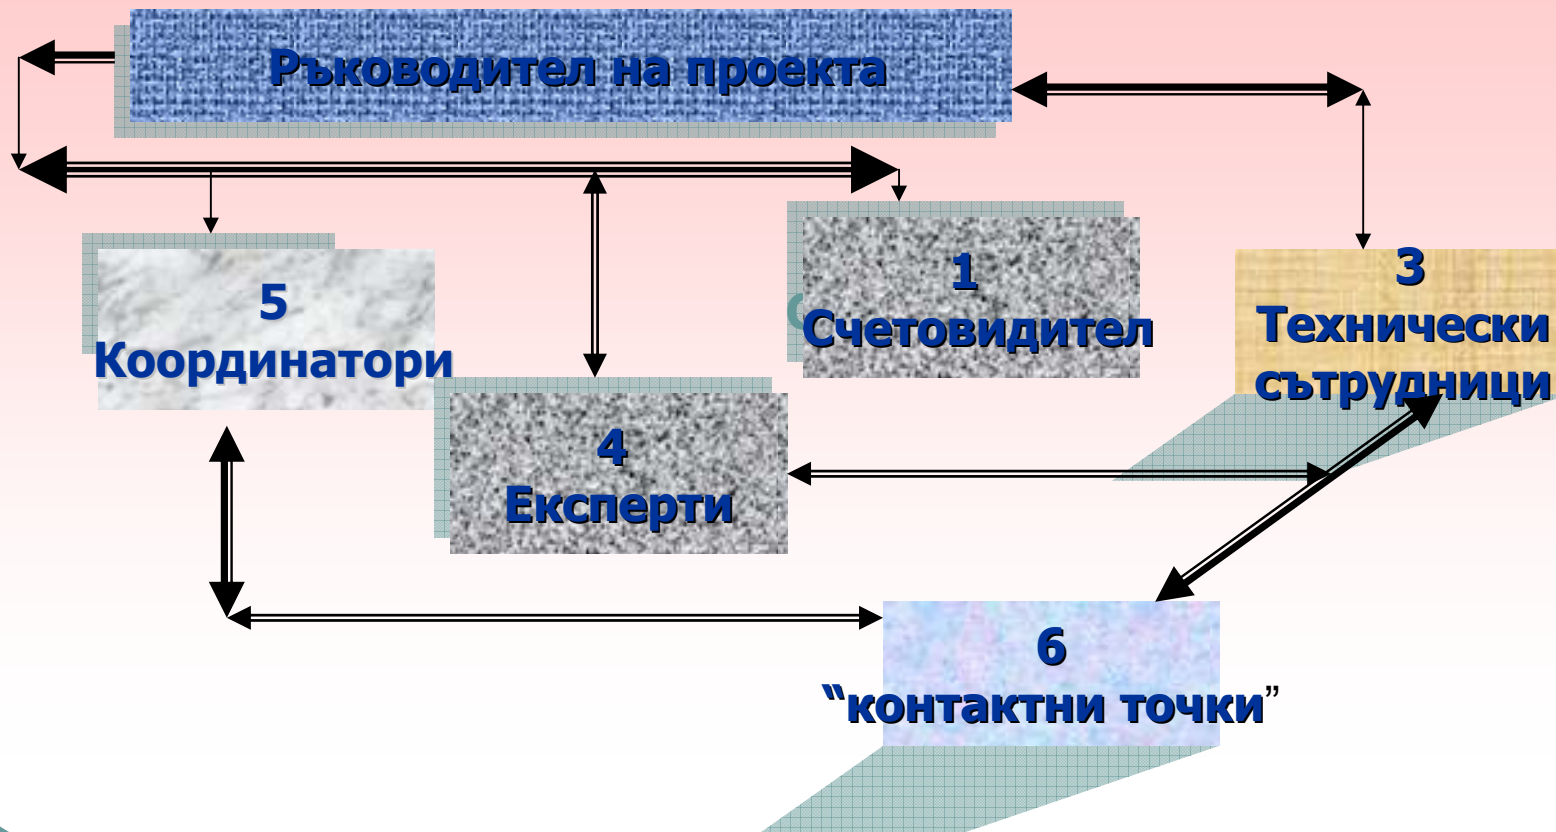 Ръководител на проекта
5
Координатори
4
Експерти
1
Счетовидител
3
Технически
сътрудници
6
“контактни точки”